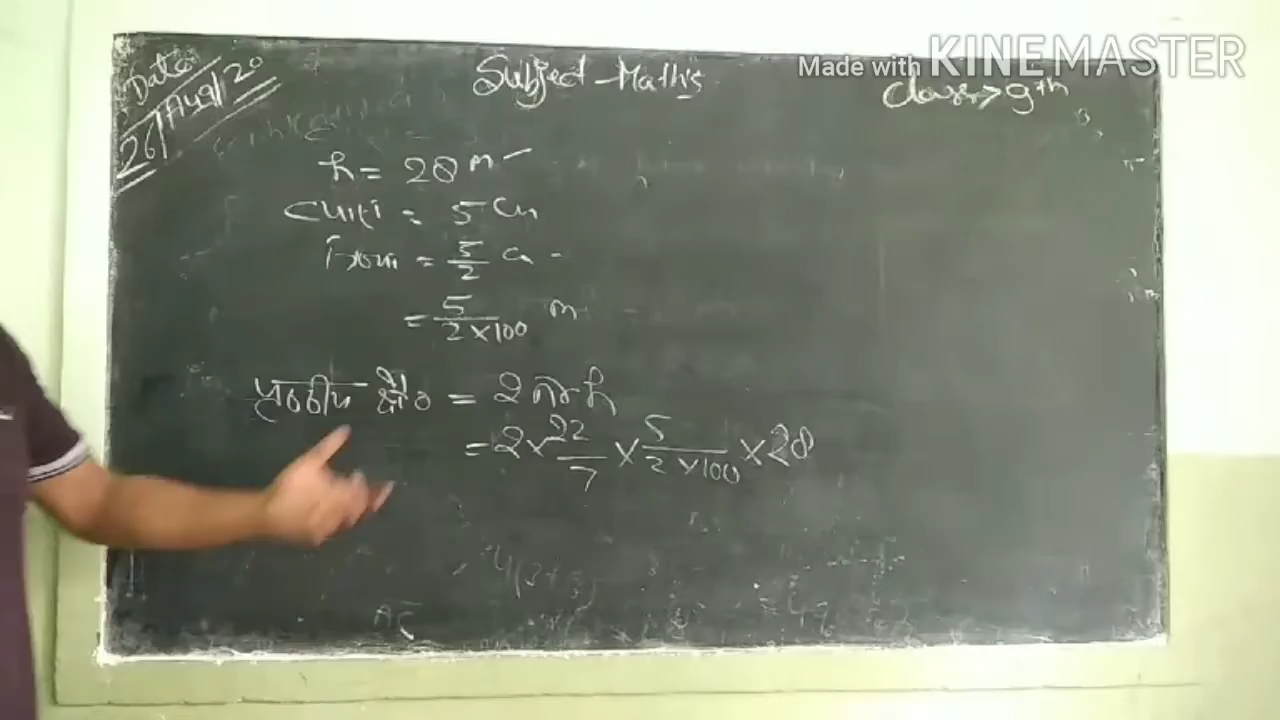 Made with KINEMASTER
Date
26/Aug/20
Subject - Maths
Class > 9th
h = 28 m
= 5 cm
= 5/2 c
= 5/(2×100) m
पृष्ठीय क्षे० = 2πrh
= 2 × 22/7 × 5/(2×100) × 28